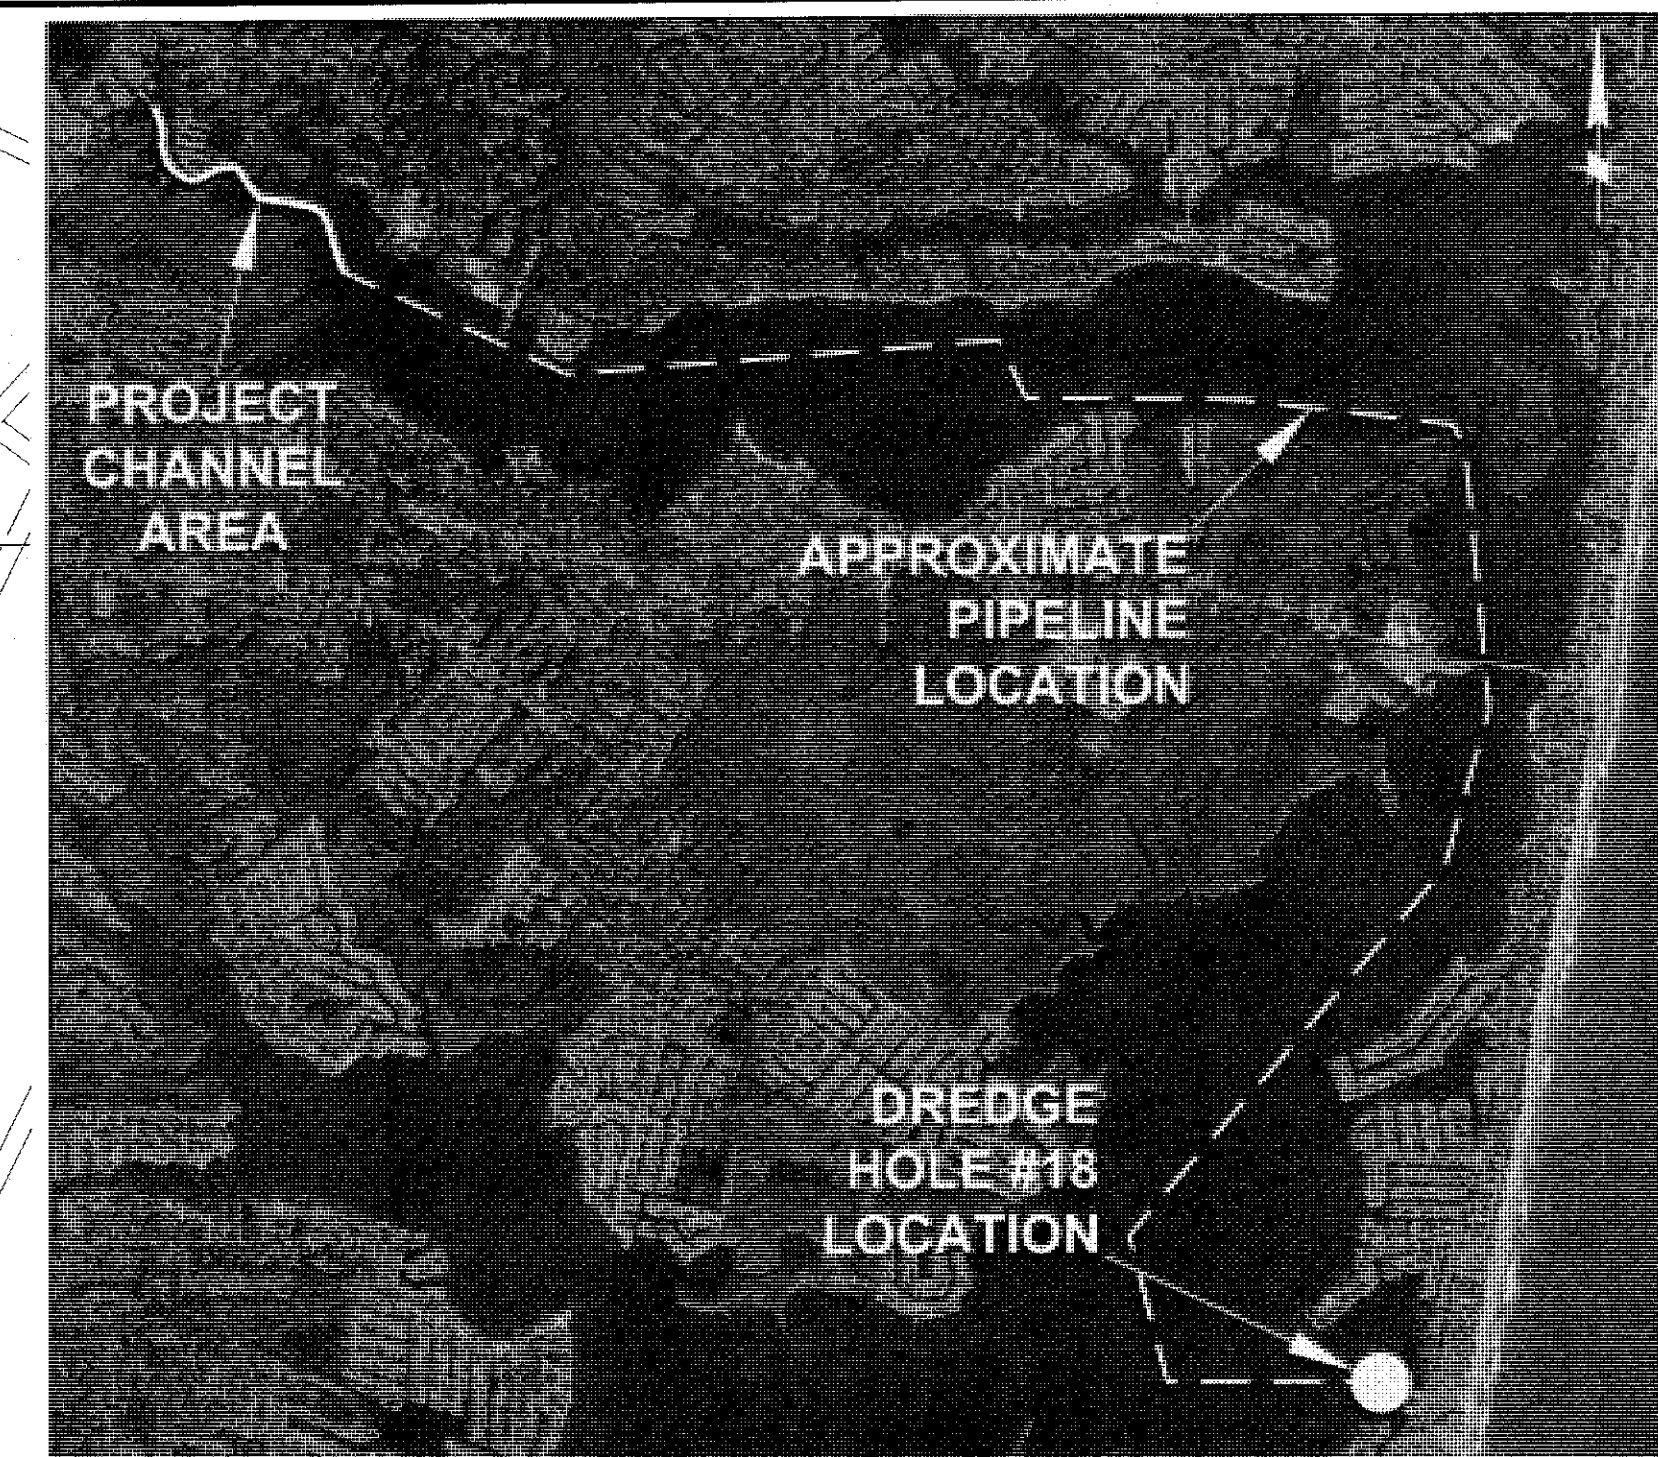 PROJECT
CHANNEL
AREA
APPROXIMATE
PIPELINE
LOCATION
DREDGE
HOLE #18
LOCATION